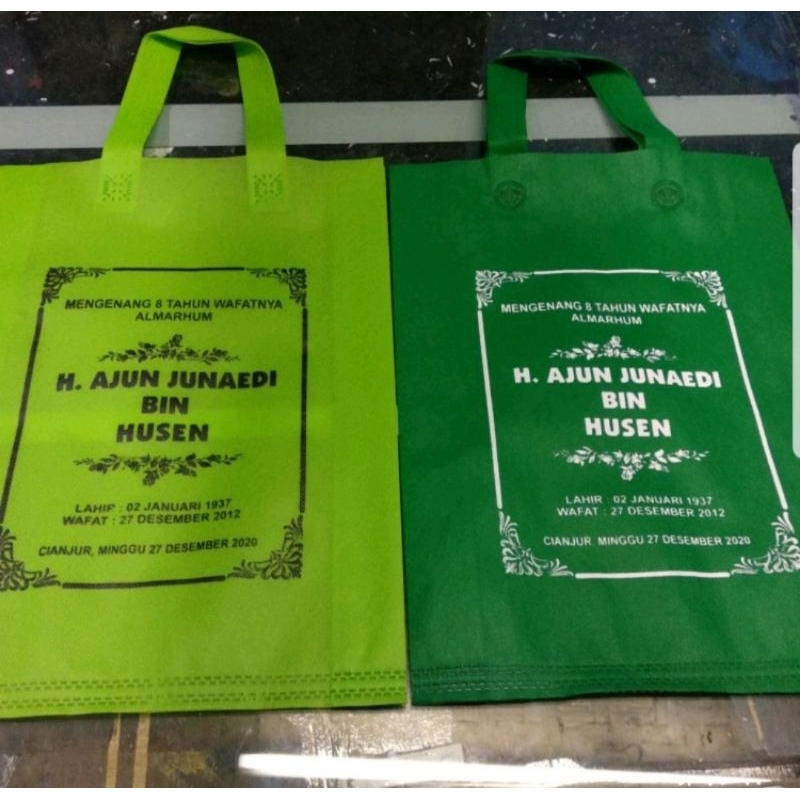 MENGENANG 8 TAHUN WAFATNYA
ALMARHUM
H. AJUN JUNAEDI
BIN
HUSEN
LAHIR : 02 JANUARI 1937
WAFAT : 27 DESEMBER 2012
CIANJUR, MINGGU 27 DESEMBER 2020
MENGENANG 8 TAHUN WAFATNYA
ALMARHUM
H. AJUN JUNAEDI
BIN
HUSEN
LAHIR : 02 JANUARI 1937
WAFAT : 27 DESEMBER 2012
CIANJUR, MINGGU 27 DESEMBER 2020